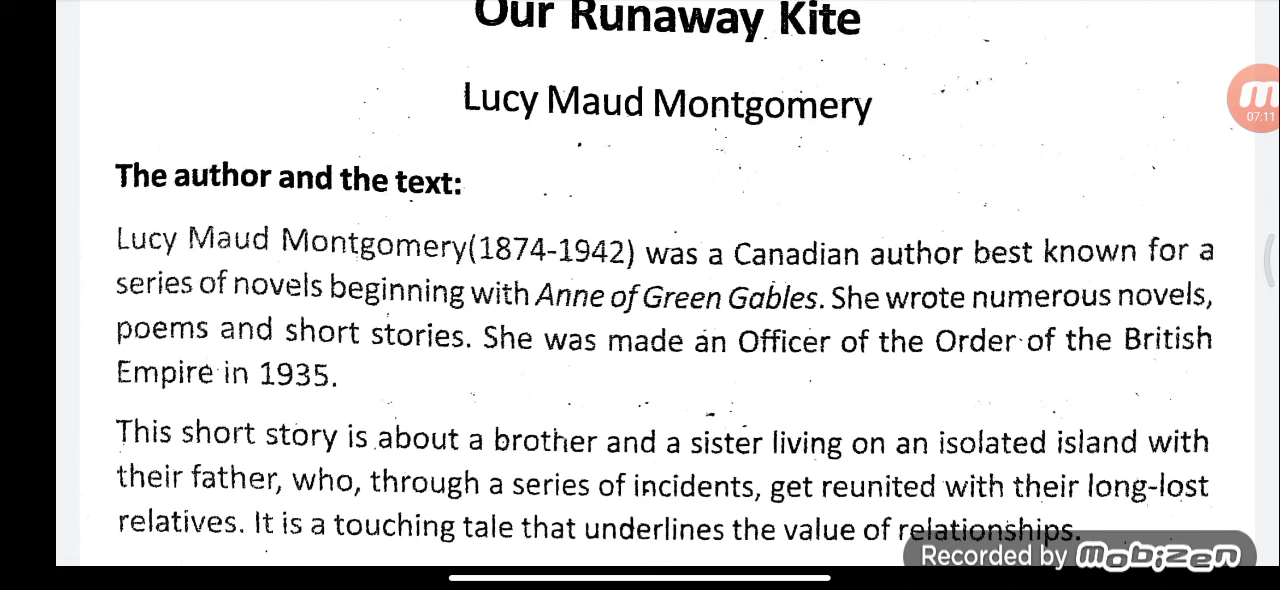 Our Runaway Kite
Lucy Maud Montgomery
07:11
The author and the text:
Lucy Maud Montgomery(1874-1942) was a Canadian author best known for a
series of novels beginning with Anne of Green Gables. She wrote numerous novels,
poems and short stories. She was made an Officer of the Order of the British
Empire in 1935.
This short story is about a brother and a sister living on an isolated island with
their father, who, through a series of incidents, get reunited with their long-lost
relatives. It is a touching tale that underlines the value of relationships.
Recorded by Mobizen